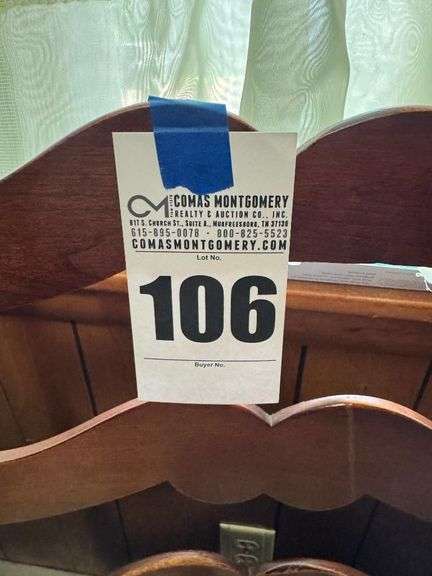 CM
COMAS MONTGOMERY
REALTY & AUCTION CO., INC.
817 S. CHURCH ST., SUITE A., MURFREESBORO, TN 37130
615-895-0078 · 800-825-5523
COMASMONTGOMERY.COM
Lot No.
106
Buyer No.